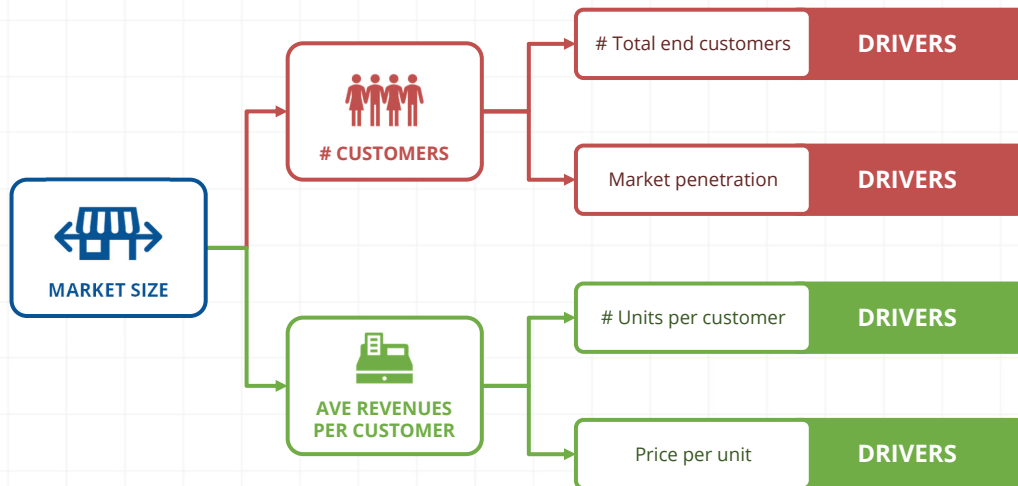 # Total end customers
DRIVERS
# CUSTOMERS
Market penetration
DRIVERS
MARKET SIZE
# Units per customer
DRIVERS
AVE REVENUES
PER CUSTOMER
Price per unit
DRIVERS